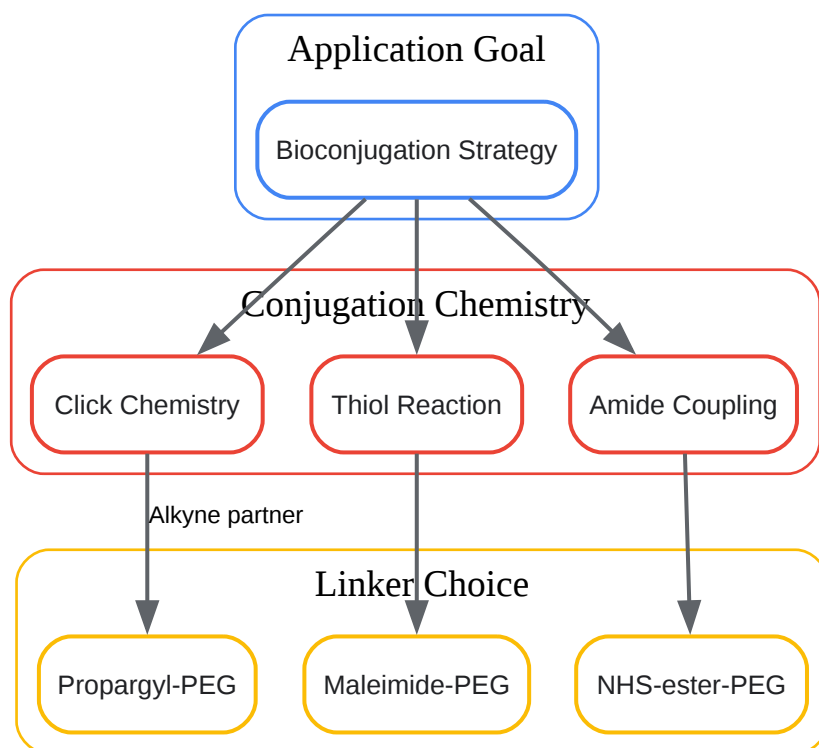 Application Goal
Bioconjugation Strategy
Conjugation Chemistry
Click Chemistry
Thiol Reaction
Amide Coupling
Alkyne partner
Linker Choice
Propargyl-PEG
Maleimide-PEG
NHS-ester-PEG